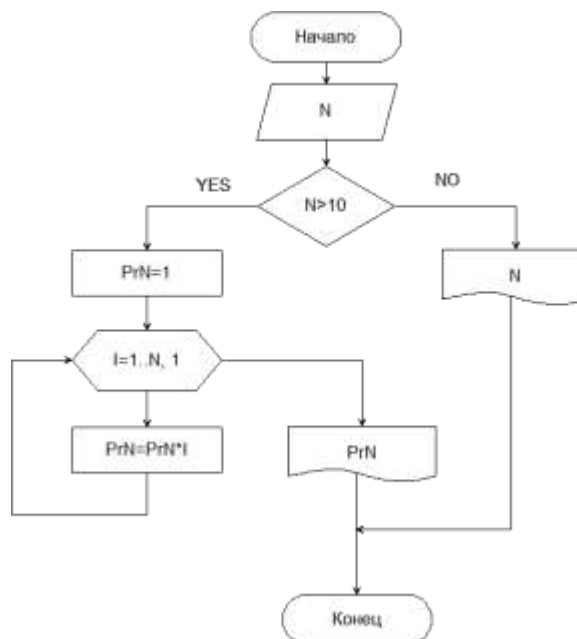 Начало
N
YES
NO
N>10
PrN=1
N
I=1..N, 1
PrN=PrN*I
PrN
Конец